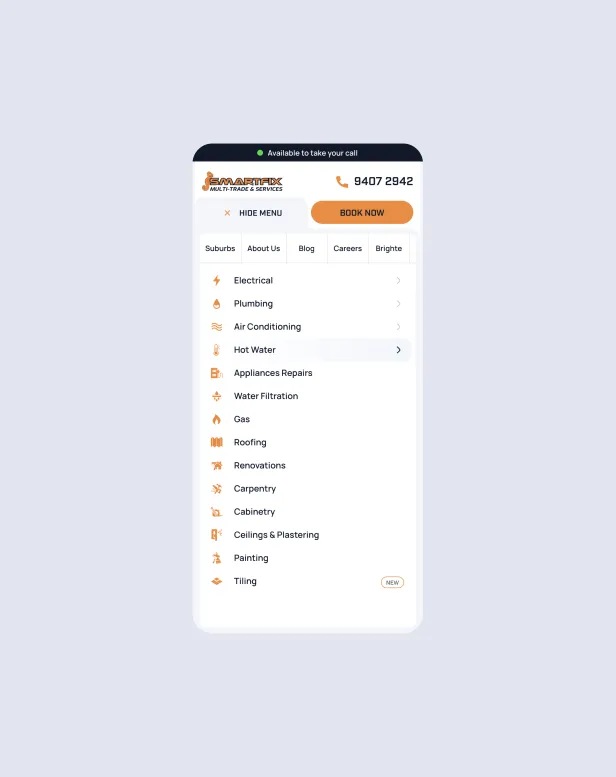 Available to take your call
SMARTFIX
MULTI-TRADE & SERVICES
9407 2942
HIDE MENU
BOOK NOW
Suburbs About Us Blog Careers Brighte
Electrical
Plumbing
Air Conditioning
Hot Water
Appliances Repairs
Water Filtration
Gas
Roofing
Renovations
Carpentry
Cabinetry
Ceilings & Plastering
Painting
Tiling NEW